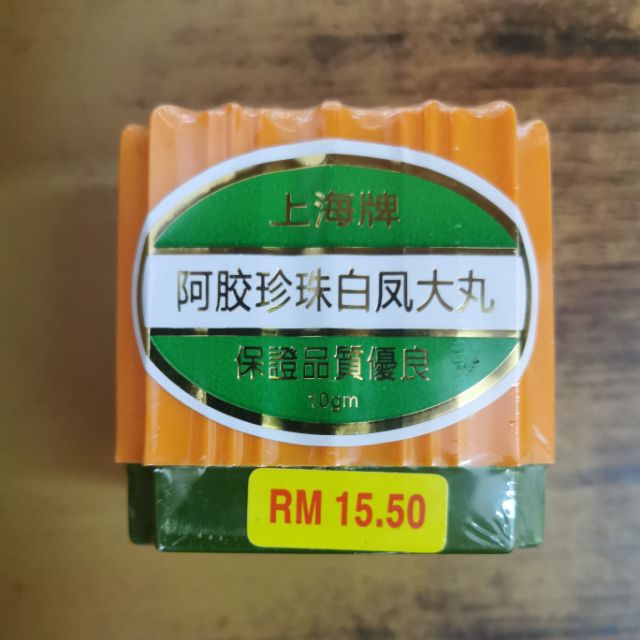 上海牌
阿胶珍珠白凤大丸
保證品質優良
10gm
RM 15.50